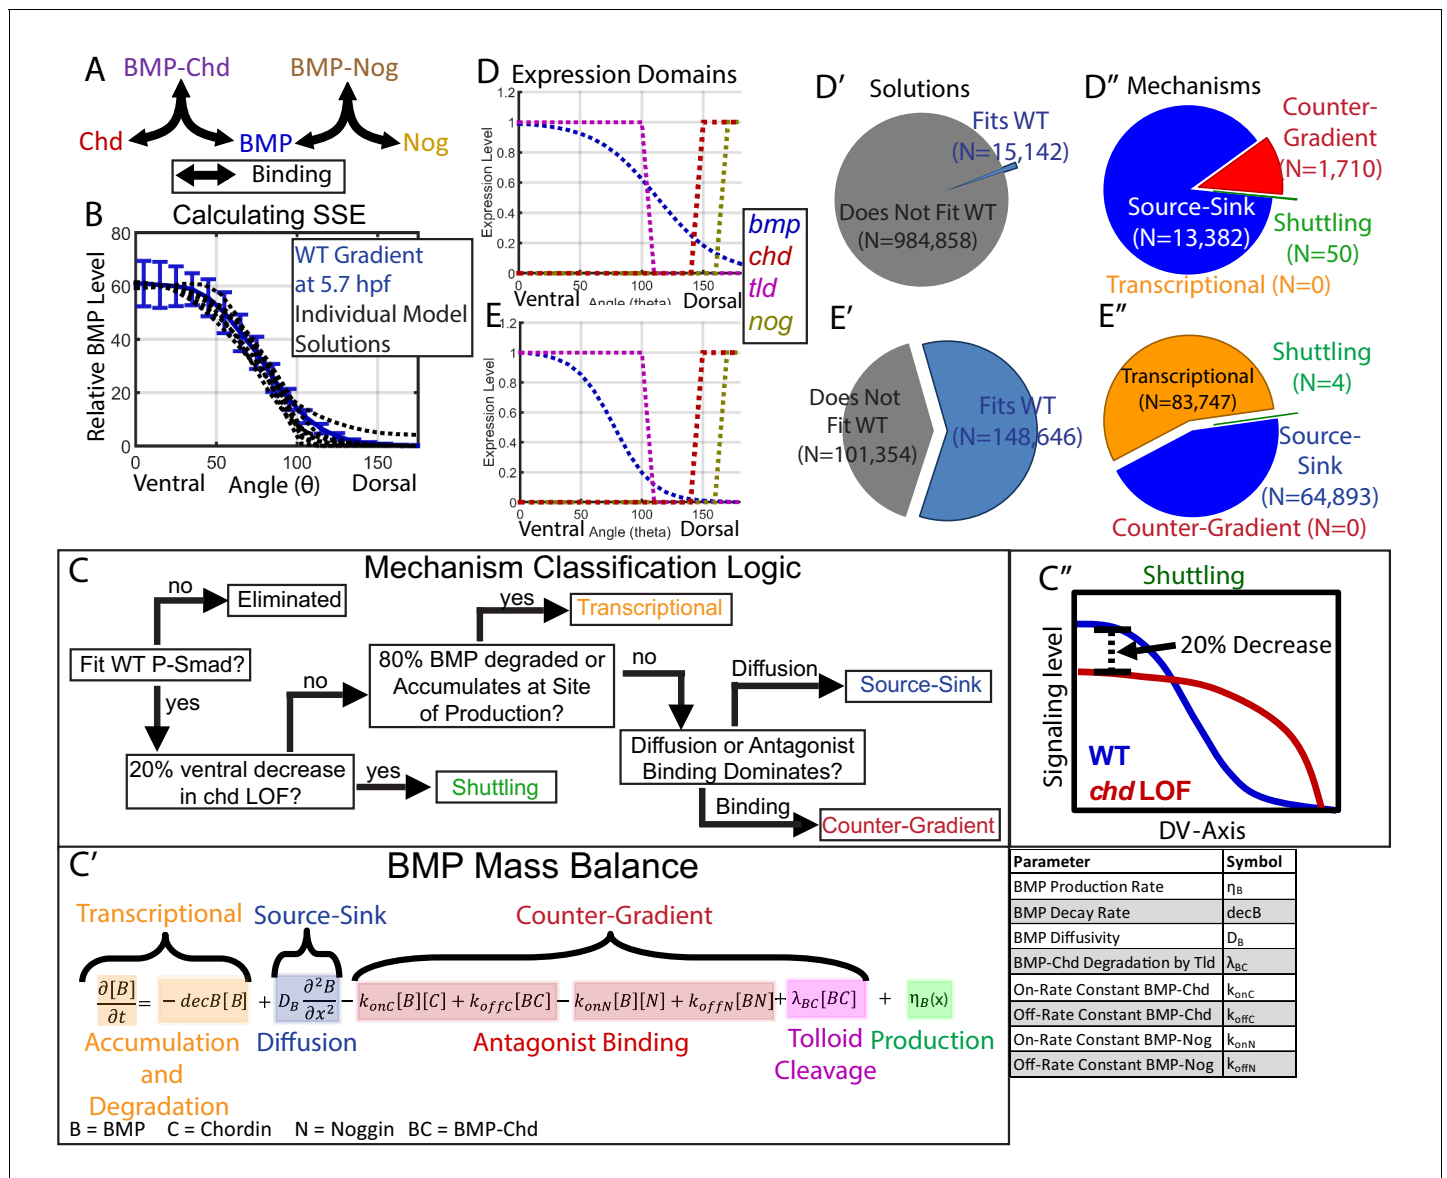 A
BMP-Chd
BMP-Nog
Chd
BMP
Nog
Binding
B
Calculating SSE
80
60
40
20
0
0
50
100
150
Relative BMP Level
WT Gradient
at 5.7 hpf
Individual Model
Solutions
Ventral
Angle (θ)
Dorsal
D
Expression Domains
1.2
1
0.8
0.6
0.4
0.2
0
0
50
100
150
Expression Level
Ventral
Angle (theta)
Dorsal
bmp
chd
tld
nog
E
1.2
1
0.8
0.6
0.4
0.2
0
0
50
100
150
Expression Level
Ventral
Angle (theta)
Dorsal
D'
Solutions
Fits WT
(N=15,142)
Does Not Fit WT
(N=984,858)
D"
Mechanisms
Counter-
Gradient
(N=1,710)
Source-Sink
(N=13,382)
Shuttling
(N=50)
Transcriptional (N=0)
E'
Does Not
Fit WT
(N=101,354)
Fits WT
(N=148,646)
E"
Transcriptional
(N=83,747)
Shuttling
(N=4)
Source-
Sink
(N=64,893)
Counter-Gradient (N=0)
C
Mechanism Classification Logic
no
Eliminated
Fit WT P-Smad?
yes
20% ventral decrease
in chd LOF?
yes
Shuttling
no
80% BMP degraded or
Accumulates at Site
of Production?
yes
Transcriptional
no
Diffusion or Antagonist
Binding Dominates?
Diffusion
Source-Sink
Binding
Counter-Gradient
C"
Shuttling
Signaling level
20% Decrease
WT
chd LOF
DV-Axis
C'
BMP Mass Balance
Transcriptional
Source-Sink
Counter-Gradient
∂[B]/∂t = − decB[B] + D_B ∂²B/∂x² − k_onC[B][C] + k_offC[BC] − k_onN[B][N] + k_offN[BN] + λ_BC[BC] + η_B(x)
Accumulation
and
Degradation
Diffusion
Antagonist Binding
Tolloid
Cleavage
Production
B = BMP C = Chordin N = Noggin BC = BMP-Chd
Parameter Symbol
BMP Production Rate η_B
BMP Decay Rate decB
BMP Diffusivity D_B
BMP-Chd Degradation by Tld λ_BC
On-Rate Constant BMP-Chd k_onC
Off-Rate Constant BMP-Chd k_offC
On-Rate Constant BMP-Nog k_onN
Off-Rate Constant BMP-Nog k_offN